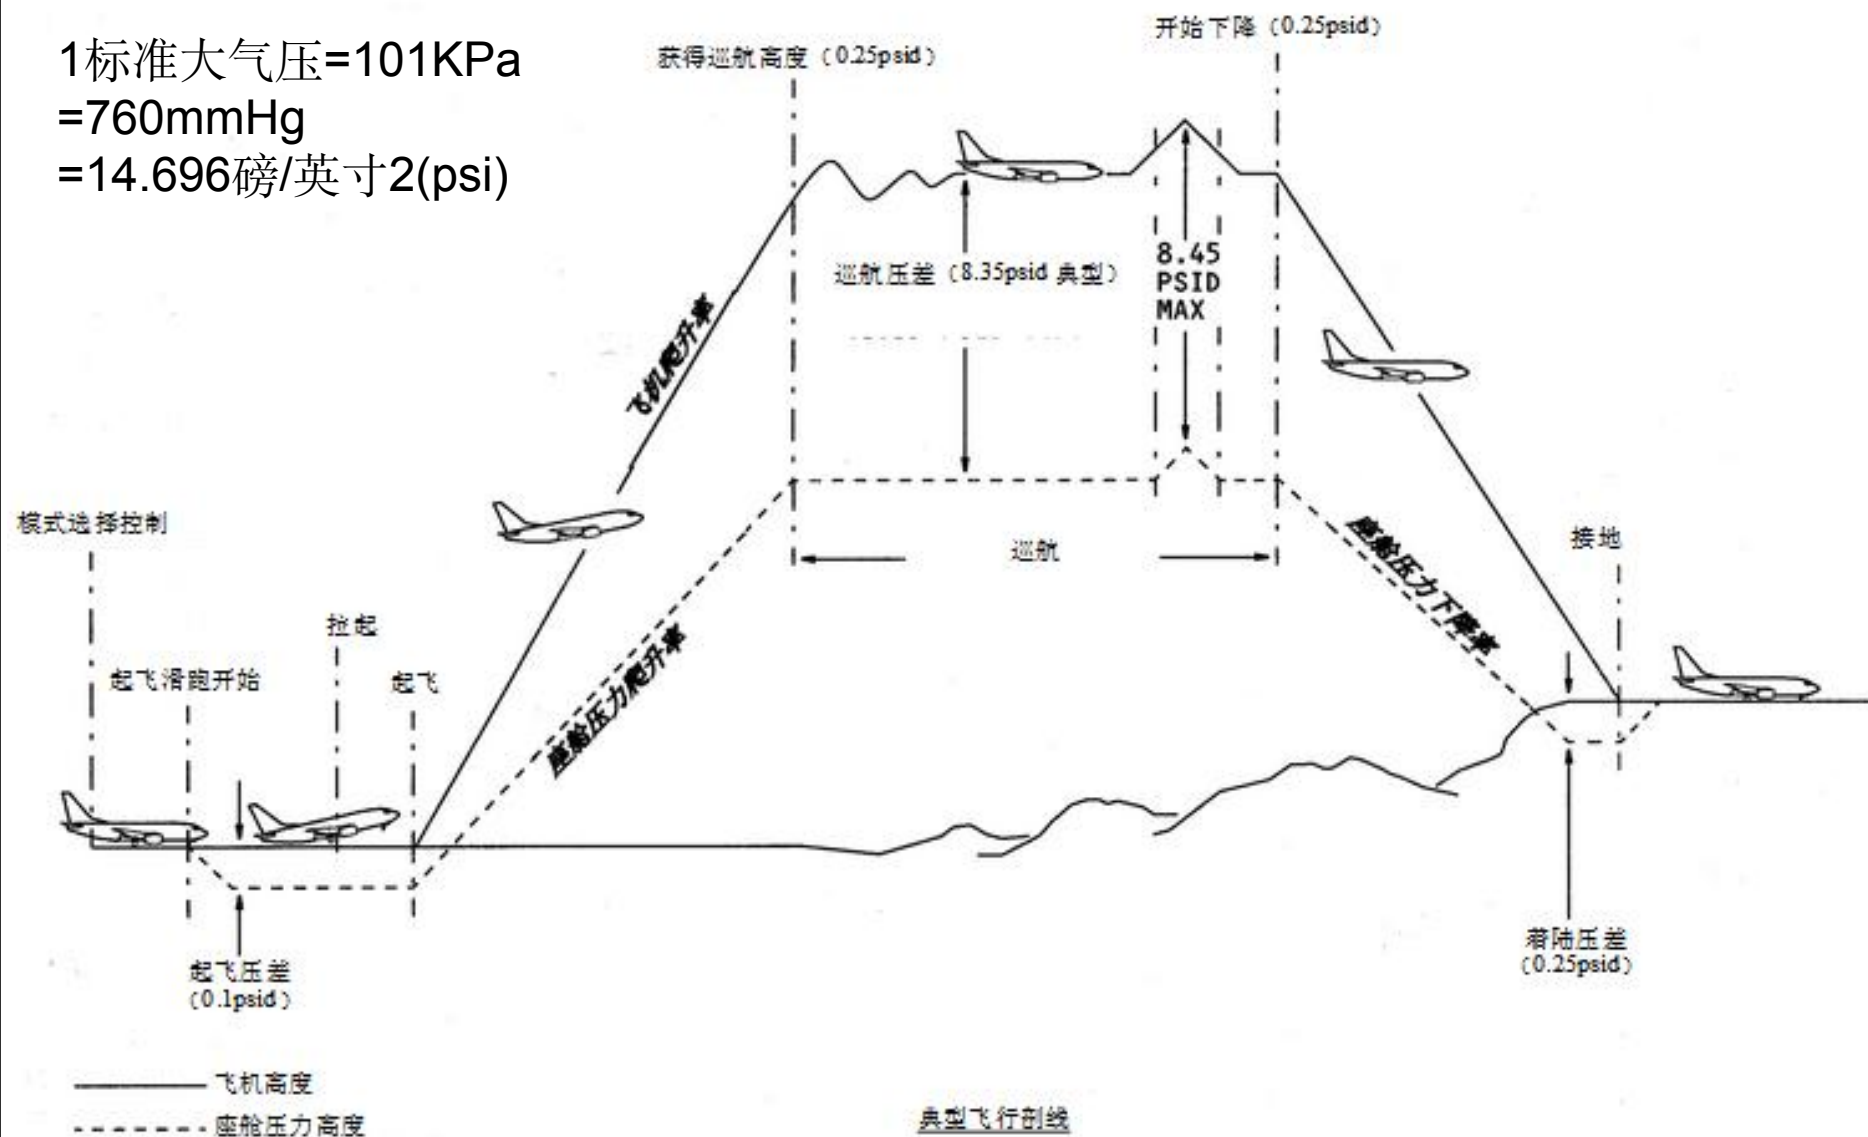 1标准大气压=101KPa
=760mmHg
=14.696磅/英寸2(psi)
获得巡航高度（0.25psid）
开始下降（0.25psid）
巡航压差（8.35psid 典型）
8.45
PSID
MAX
飞机爬升率
模式选择控制
巡航
座舱压力下降率
接地
拉起
起飞滑跑开始
起飞
座舱压力爬升率
起飞压差
（0.1psid）
着陆压差
（0.25psid）
飞机高度
座舱压力高度
典型飞行剖线